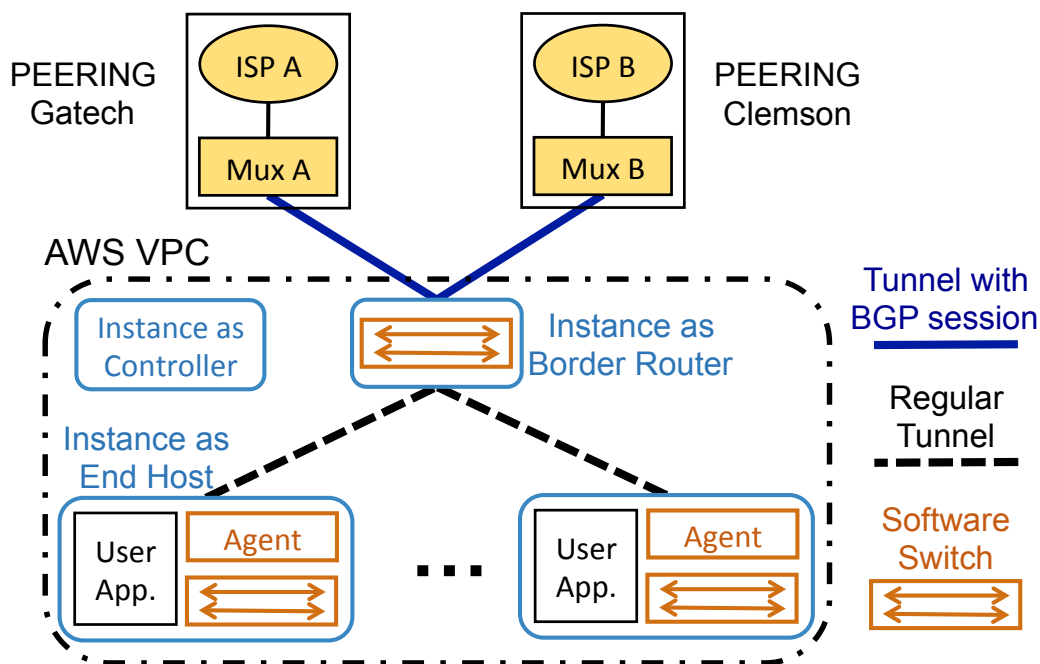 PEERING
Gatech
ISP A
Mux A
ISP B
Mux B
PEERING
Clemson
AWS VPC
Instance as
Controller
Instance as
Border Router
Instance as
End Host
User
App.
Agent
...
User
App.
Agent
Tunnel with
BGP session
Regular
Tunnel
Software
Switch